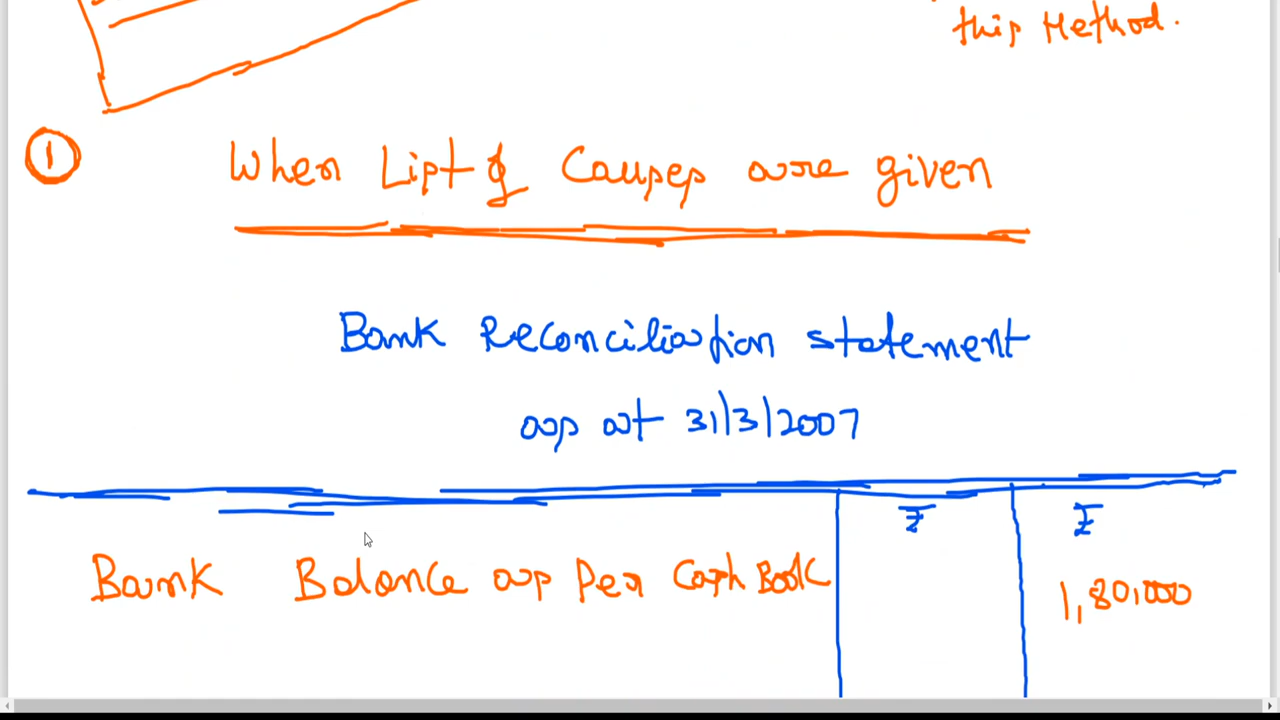 this Method.
1
When List of Causes are given
Bank Reconciliation statement
as at 31/3/2007
₹ ₹
Bank Balance as Per Cash Book 1,80,000